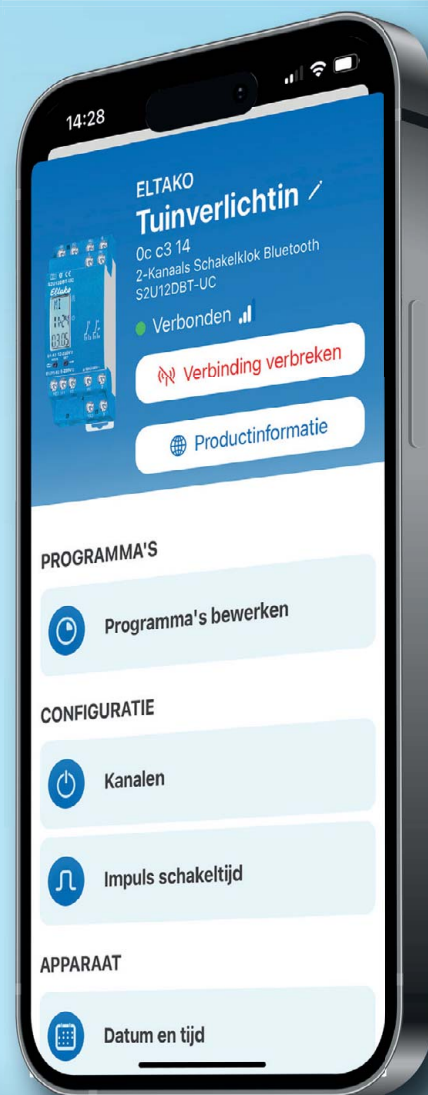 14:28
ELTAKO
Tuinverlichtin
0c c3 14
2-Kanaals Schakelklok Bluetooth
S2U12DBT-UC
Verbonden
Verbinding verbreken
Productinformatie
Eltako
PROGRAMMA'S
Programma's bewerken
CONFIGURATIE
Kanalen
Impuls schakeltijd
APPARAAT
Datum en tijd